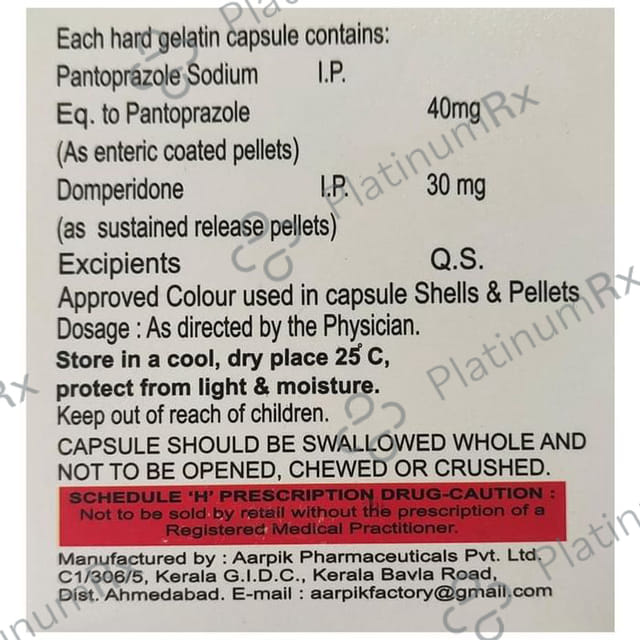 Each hard gelatin capsule contains:
Pantoprazole Sodium I.P.
Eq. to Pantoprazole 40mg
(As enteric coated pellets)
Domperidone I.P. 30 mg
(as sustained release pellets)
Excipients Q.S.
Approved Colour used in capsule Shells & Pellets
Dosage : As directed by the Physician.
Store in a cool, dry place 25°C,
protect from light & moisture.
Keep out of reach of children.
CAPSULE SHOULD BE SWALLOWED WHOLE AND
NOT TO BE OPENED, CHEWED OR CRUSHED.
SCHEDULE 'H' PRESCRIPTION DRUG-CAUTION :
Not to be sold by retail without the prescription of a
Registered Medical Practitioner.
Manufactured by : Aarpik Pharmaceuticals Pvt. Ltd.
C1/306/5, Kerala G.I.D.C., Kerala Bavla Road,
Dist. Ahmedabad. E-mail : aarpikfactory@gmail.com
PlatinumRx
PlatinumRx